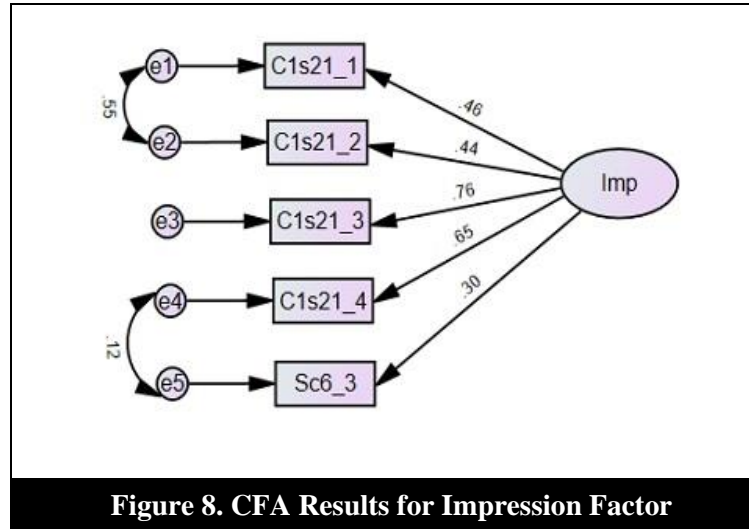 e1
C1s21_1
.55
.46
e2
C1s21_2
.44
Imp
e3
C1s21_3
.76
.65
e4
C1s21_4
.30
.12
e5
Sc6_3
Figure 8. CFA Results for Impression Factor